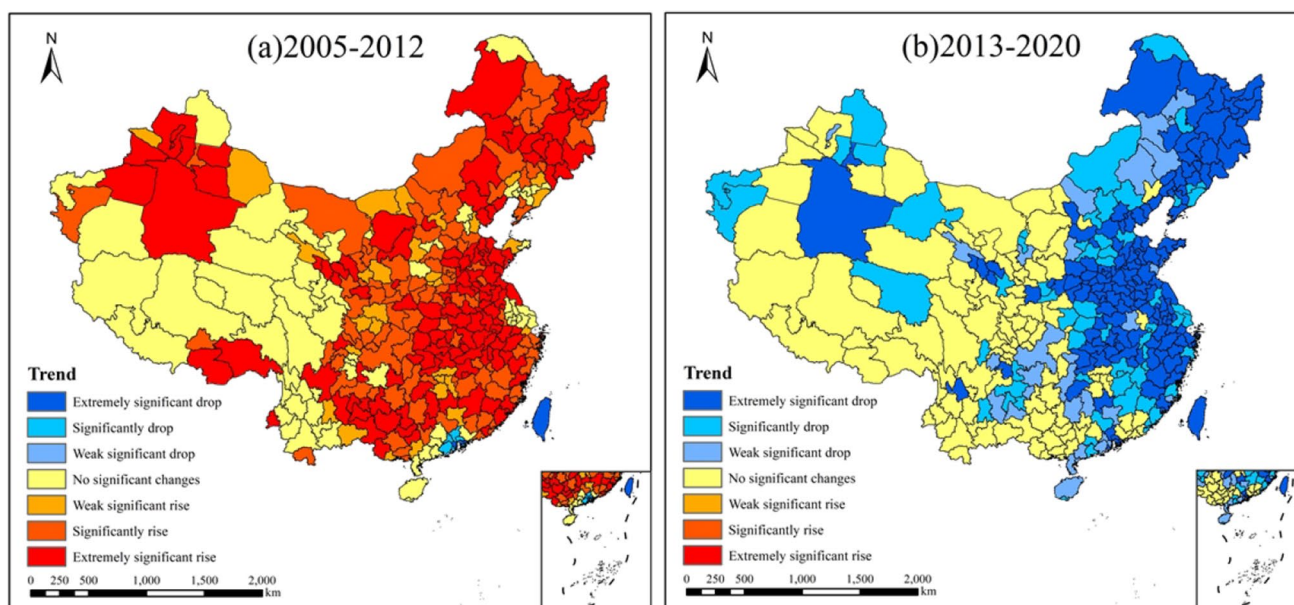 (a)2005-2012
N
Trend
Extremely significant drop
Significantly drop
Weak significant drop
No significant changes
Weak significant rise
Significantly rise
Extremely significant rise
0 250 500 1,000 1,500 2,000
km
(b)2013-2020
N
Trend
Extremely significant drop
Significantly drop
Weak significant drop
No significant changes
Weak significant rise
Significantly rise
Extremely significant rise
0 250 500 1,000 1,500 2,000
km